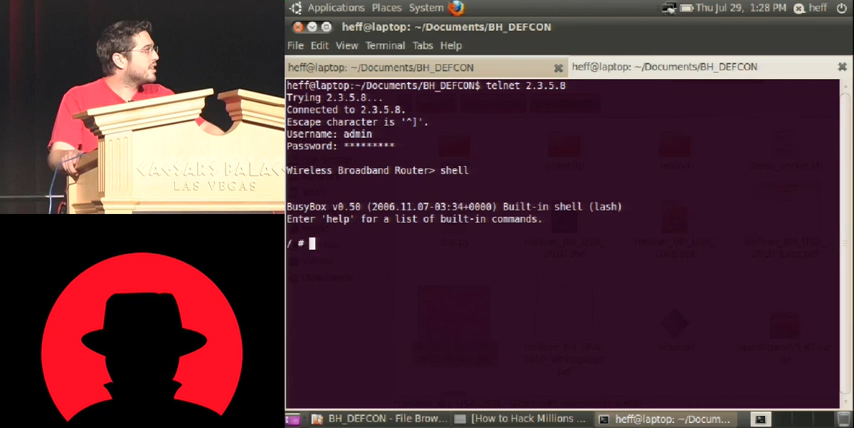 CAESARS PALACE
LAS VEGAS
Applications Places System
Thu Jul 29, 1:28 PM heff
heff@laptop: ~/Documents/BH_DEFCON
File Edit View Terminal Tabs Help
heff@laptop: ~/Documents/BH_DEFCON
heff@laptop: ~/Documents/BH_DEFCON
heff@laptop:~/Documents/BH_DEFCON$ telnet 2.3.5.8
Trying 2.3.5.8...
Connected to 2.3.5.8.
Escape character is '^]'.
Username: admin
Password: *********
Wireless Broadband Router> shell
BusyBox v0.50 (2006.11.07-03:34+0000) Built-in shell (lash)
Enter 'help' for a list of built-in commands.
/ #
BH_DEFCON - File Brow...
[How to Hack Millions ...
heff@laptop: ~/Docum...